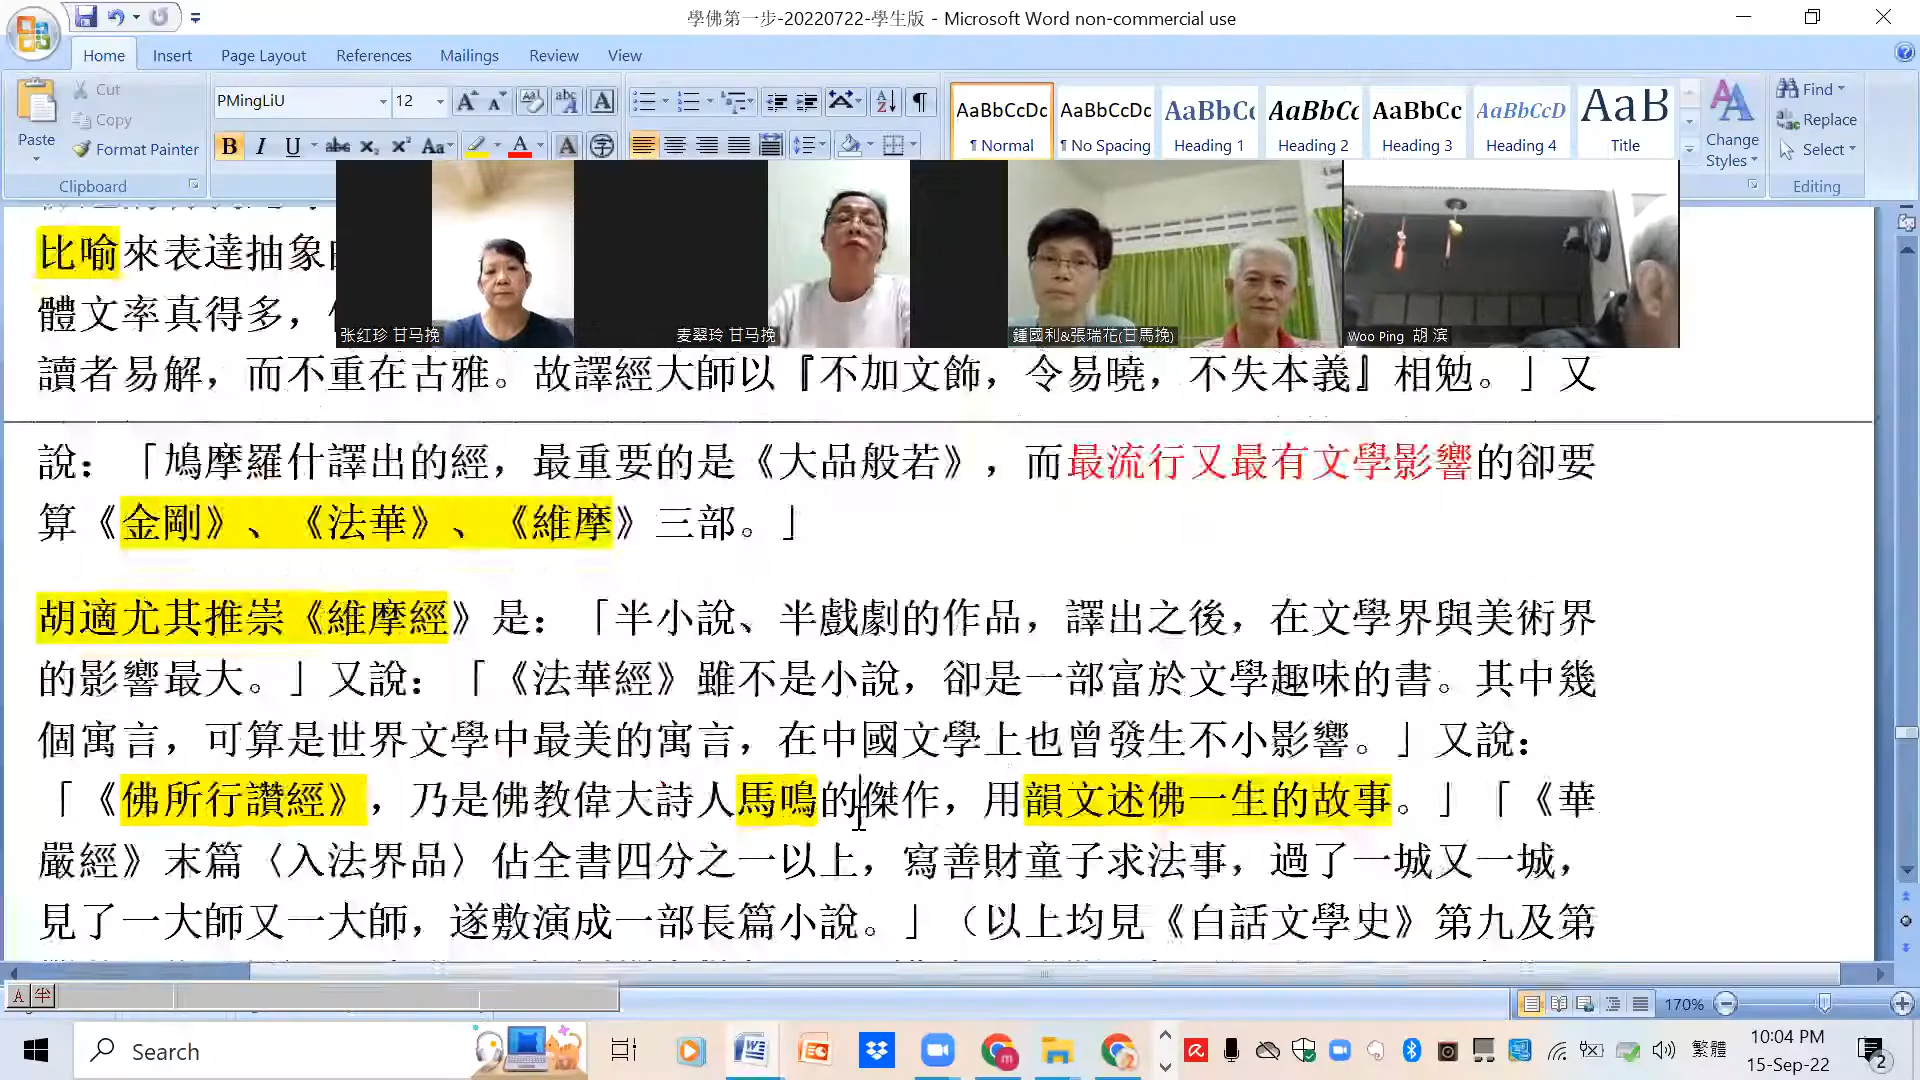 學佛第一步-20220722-學生版 - Microsoft Word non-commercial use
Home Insert Page Layout References Mailings Review View
Paste
Cut
Copy
Format Painter
Clipboard
PMingLiU 12
AaBbCcDc AaBbCcDc AaBbCc AaBbCc AaBbCc AaBbCcD AaB
¶ Normal ¶ No Spacing Heading 1 Heading 2 Heading 3 Heading 4 Title
Change Styles
Find
Replace
Select
Editing
张红珍 甘马挽
麦翠玲 甘马挽
鍾國利&張瑞花(甘馬挽)
Woo Ping 胡 滨
比喻來表達抽象
體文率真得多，
讀者易解，而不重在古雅。故譯經大師以『不加文飾，令易曉，不失本義』相勉。」又
說：「鳩摩羅什譯出的經，最重要的是《大品般若》，而最流行又最有文學影響的卻要
算《金剛》、《法華》、《維摩》三部。」
胡適尤其推崇《維摩經》是：「半小說、半戲劇的作品，譯出之後，在文學界與美術界
的影響最大。」又說：「《法華經》雖不是小說，卻是一部富於文學趣味的書。其中幾
個寓言，可算是世界文學中最美的寓言，在中國文學上也曾發生不小影響。」又說：
「《佛所行讚經》，乃是佛教偉大詩人馬鳴的傑作，用韻文述佛一生的故事。」「《華
嚴經》末篇〈入法界品〉佔全書四分之一以上，寫善財童子求法事，過了一城又一城，
見了一大師又一大師，遂敷演成一部長篇小說。」（以上均見《白話文學史》第九及第
170%
Search
繁體
10:04 PM
15-Sep-22
2